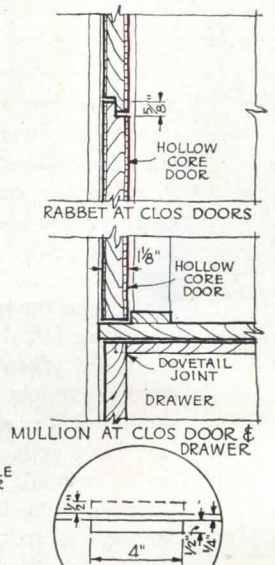 5/8"
HOLLOW
CORE
DOOR
RABBET AT CLOS DOORS
1 1/8"
HOLLOW
CORE
DOOR
DOVETAIL
JOINT
DRAWER
MULLION AT CLOS DOOR &
DRAWER
1/2"
1/2"
1/4"
4"